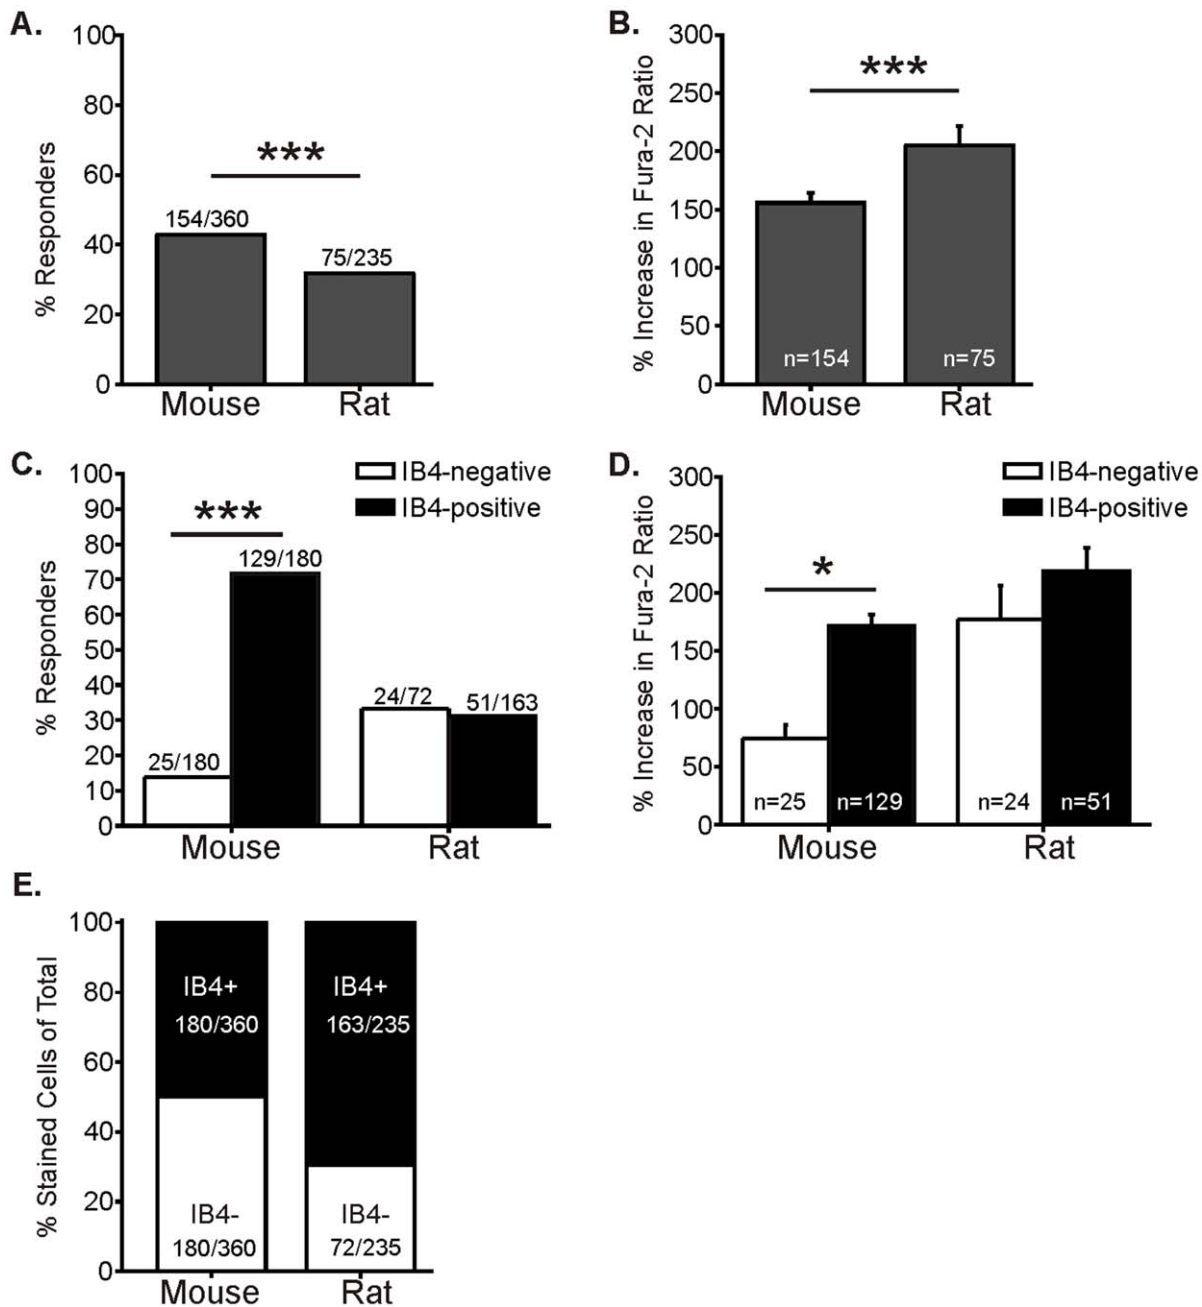 A.
% Responders
100
80
60
40
20
0
***
154/360
75/235
Mouse
Rat
B.
% Increase in Fura-2 Ratio
300
250
200
150
100
50
0
***
n=154
n=75
Mouse
Rat
C.
% Responders
100
90
80
70
60
50
40
30
20
10
0
IB4-negative
IB4-positive
***
25/180
129/180
24/72
51/163
Mouse
Rat
D.
% Increase in Fura-2 Ratio
300
250
200
150
100
50
0
IB4-negative
IB4-positive
*
n=25
n=129
n=24
n=51
Mouse
Rat
E.
% Stained Cells of Total
100
80
60
40
20
0
IB4+
180/360
IB4-
180/360
IB4+
163/235
IB4-
72/235
Mouse
Rat